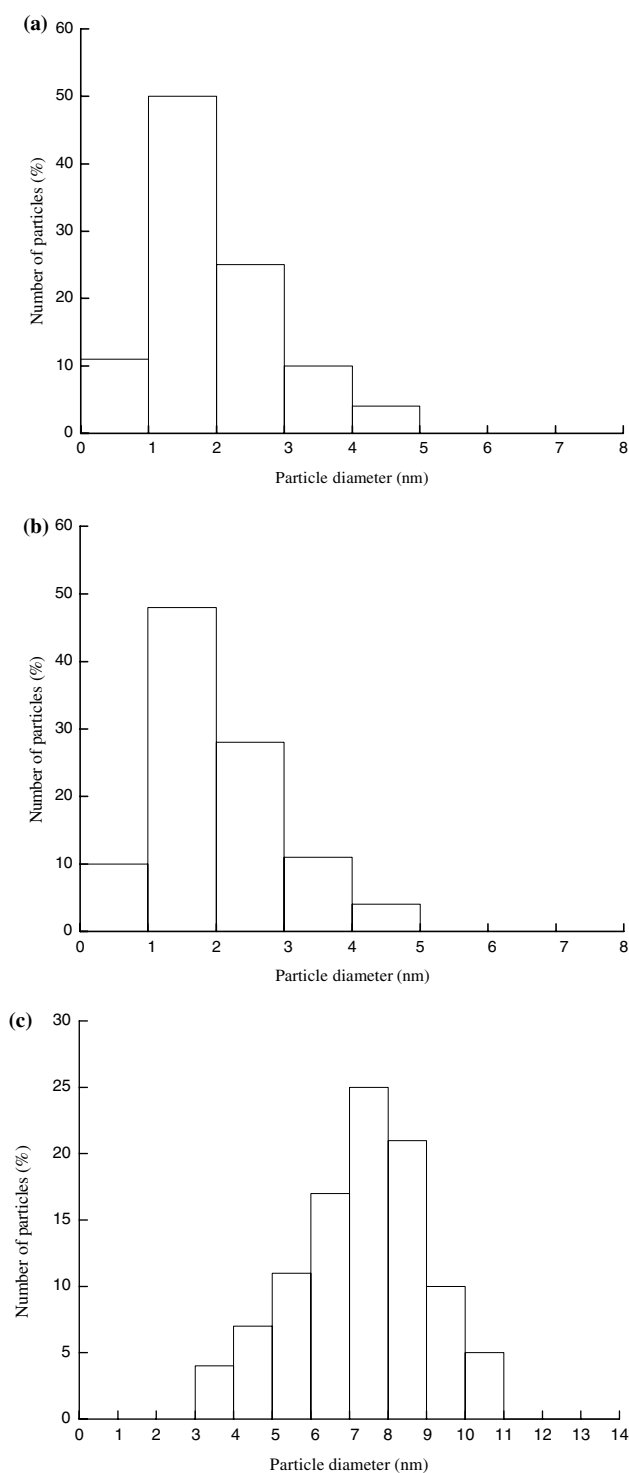 (a)
60
50
40
30
20
10
0
Number of particles (%)
0 1 2 3 4 5 6 7 8
Particle diameter (nm)
(b)
60
50
40
30
20
10
0
Number of particles (%)
0 1 2 3 4 5 6 7 8
Particle diameter (nm)
(c)
30
25
20
15
10
5
0
Number of particles (%)
0 1 2 3 4 5 6 7 8 9 10 11 12 13 14
Particle diameter (nm)